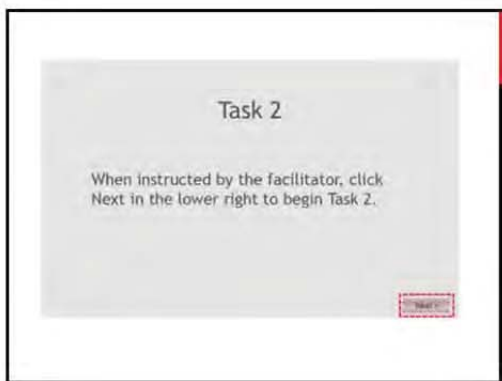 Task 2
When instructed by the facilitator, click
Next in the lower right to begin Task 2.
Next >